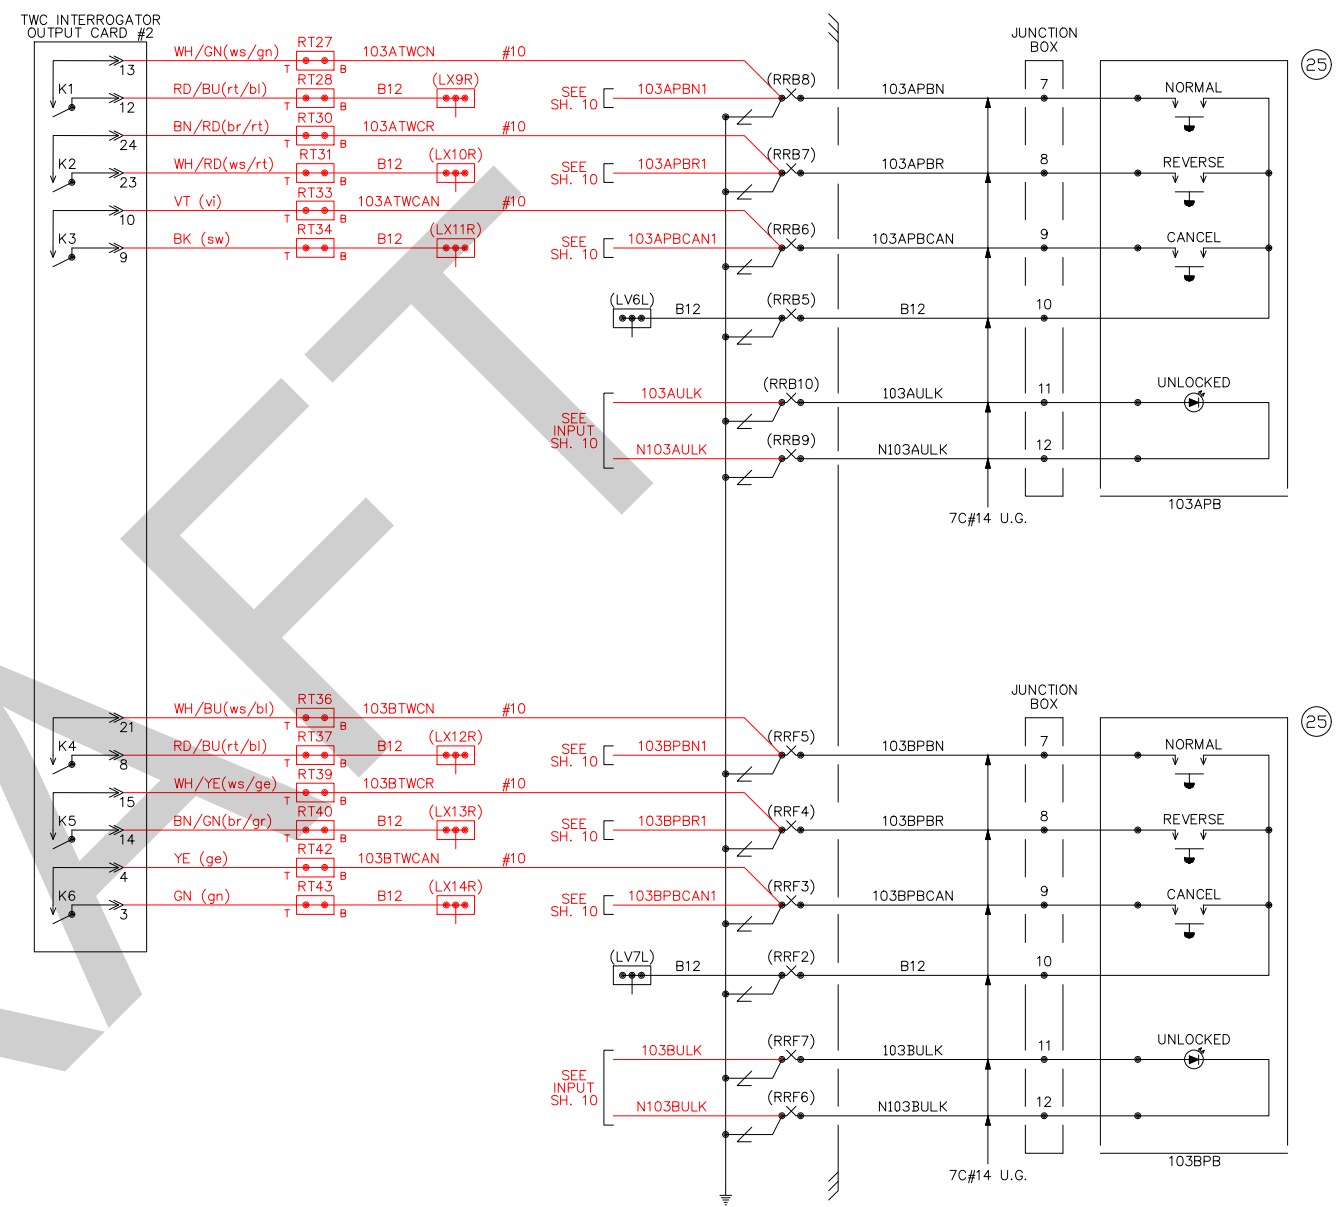 TWC INTERROGATOR
OUTPUT CARD #2
JUNCTION
BOX
25
WH/GN(ws/gn) RT27 103ATWCN #10
13 T B
K1 RD/BU(rt/bl) RT28 B12 (LX9R) SEE 103APBN1 (RRB8) 103APBN 7 NORMAL
12 T B SH. 10
BN/RD(br/rt) RT30 103ATWCR #10
24 T B
K2 WH/RD(ws/rt) RT31 B12 (LX10R) SEE 103APBR1 (RRB7) 103APBR 8 REVERSE
23 T B SH. 10
VT (vi) RT33 103ATWCAN #10
10 T B
K3 BK (sw) RT34 B12 (LX11R) SEE 103APBCAN1 (RRB6) 103APBCAN 9 CANCEL
9 T B SH. 10
(LV6L) B12 (RRB5) B12 10
103AULK (RRB10) 103AULK 11 UNLOCKED
SEE
INPUT
SH. 10
N103AULK (RRB9) N103AULK 12
103APB
7C#14 U.G.
JUNCTION
BOX
25
WH/BU(ws/bl) RT36 103BTWCN #10
21 T B
K4 RD/BU(rt/bl) RT37 B12 (LX12R) SEE 103BPBN1 (RRF5) 103BPBN 7 NORMAL
8 T B SH. 10
WH/YE(ws/ge) RT39 103BTWCR #10
15 T B
K5 BN/GN(br/gr) RT40 B12 (LX13R) SEE 103BPBR1 (RRF4) 103BPBR 8 REVERSE
14 T B SH. 10
YE (ge) RT42 103BTWCAN #10
4 T B
K6 GN (gn) RT43 B12 (LX14R) SEE 103BPBCAN1 (RRF3) 103BPBCAN 9 CANCEL
3 T B SH. 10
(LV7L) B12 (RRF2) B12 10
103BULK (RRF7) 103BULK 11 UNLOCKED
SEE
INPUT
SH. 10
N103BULK (RRF6) N103BULK 12
103BPB
7C#14 U.G.